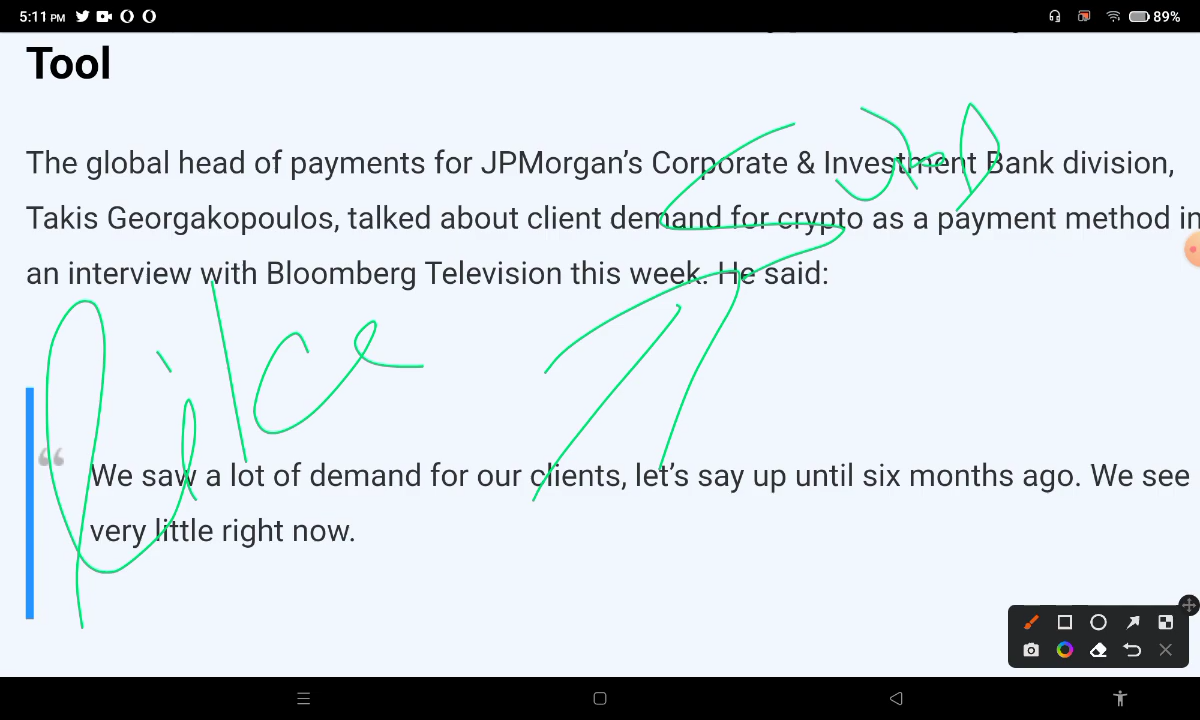 5:11 PM
89%
Tool
The global head of payments for JPMorgan's Corporate & Investment Bank division,
Takis Georgakopoulos, talked about client demand for crypto as a payment method in
an interview with Bloomberg Television this week. He said:
We saw a lot of demand for our clients, let's say up until six months ago. We see
very little right now.